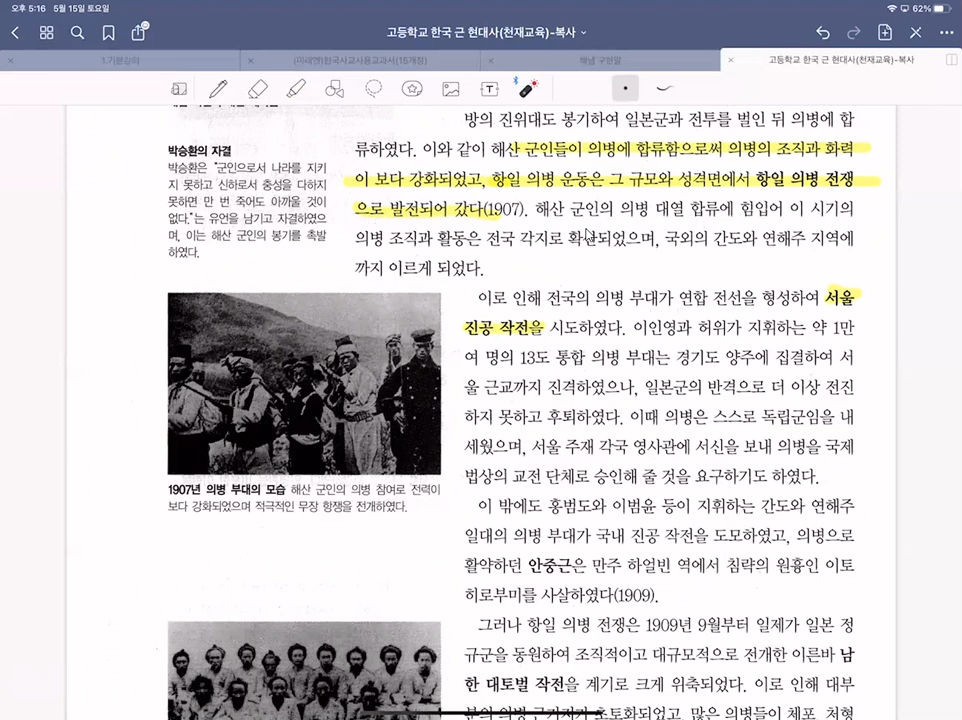 오후 5:16 5월 15일 토요일
62%
고등학교 한국 근 현대사(천재교육)-복사
1.기본강의
(미래엔)한국사교사용교과서(15개정)
해냄 구한말
고등학교 한국 근 현대사(천재교육)-복사
방의 진위대도 봉기하여 일본군과 전투를 벌인 뒤 의병에 합
류하였다. 이와 같이 해산 군인들이 의병에 합류함으로써 의병의 조직과 화력
이 보다 강화되었고, 항일 의병 운동은 그 규모와 성격면에서 항일 의병 전쟁
으로 발전되어 갔다(1907). 해산 군인의 의병 대열 합류에 힘입어 이 시기의
의병 조직과 활동은 전국 각지로 확산되었으며, 국외의 간도와 연해주 지역에
까지 이르게 되었다.
박승환의 자결
박승환은 "군인으로서 나라를 지키
지 못하고 신하로서 충성을 다하지
못하면 만 번 죽어도 아까울 것이
없다."는 유언을 남기고 자결하였으
며, 이는 해산 군인의 봉기를 촉발
하였다.
이로 인해 전국의 의병 부대가 연합 전선을 형성하여 서울
진공 작전을 시도하였다. 이인영과 허위가 지휘하는 약 1만
여 명의 13도 통합 의병 부대는 경기도 양주에 집결하여 서
울 근교까지 진격하였으나, 일본군의 반격으로 더 이상 전진
하지 못하고 후퇴하였다. 이때 의병은 스스로 독립군임을 내
세웠으며, 서울 주재 각국 영사관에 서신을 보내 의병을 국제
법상의 교전 단체로 승인해 줄 것을 요구하기도 하였다.
1907년 의병 부대의 모습 해산 군인의 의병 참여로 전력이
보다 강화되었으며 적극적인 무장 항쟁을 전개하였다.
이 밖에도 홍범도와 이범윤 등이 지휘하는 간도와 연해주
일대의 의병 부대가 국내 진공 작전을 도모하였고, 의병으로
활약하던 안중근은 만주 하얼빈 역에서 침략의 원흉인 이토
히로부미를 사살하였다(1909).
그러나 항일 의병 전쟁은 1909년 9월부터 일제가 일본 정
규군을 동원하여 조직적이고 대규모적으로 전개한 이른바 남
한 대토벌 작전을 계기로 크게 위축되었다. 이로 인해 대부
분의 의병 근거지가 초토화되었고, 많은 의병들이 체포, 처형